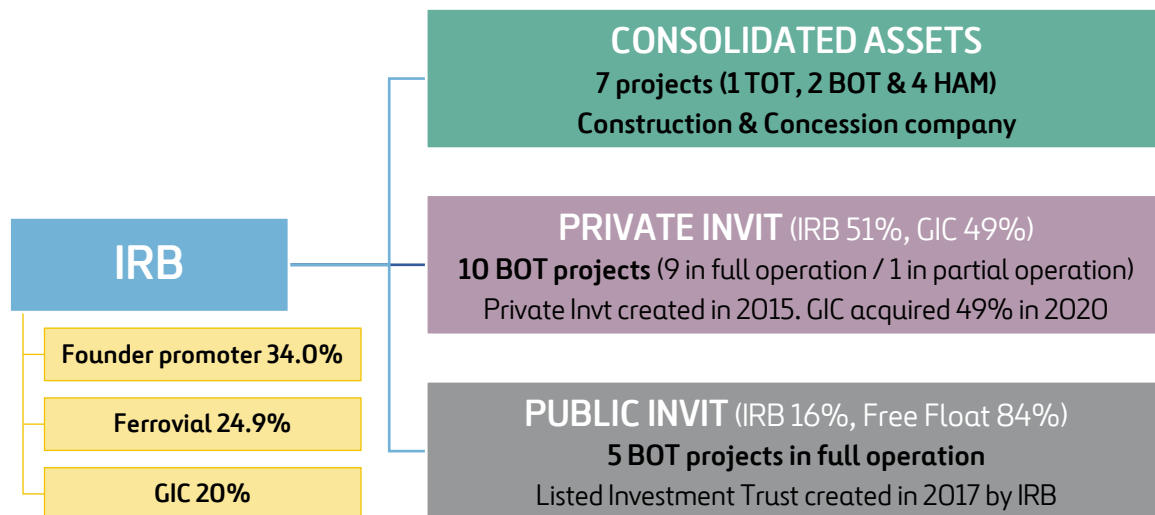 CONSOLIDATED ASSETS
7 projects (1 TOT, 2 BOT & 4 HAM)
Construction & Concession company
IRB
Founder promoter 34.0%
Ferrovial 24.9%
GIC 20%
PRIVATE INVIT (IRB 51%, GIC 49%)
10 BOT projects (9 in full operation / 1 in partial operation)
Private Invt created in 2015. GIC acquired 49% in 2020
PUBLIC INVIT (IRB 16%, Free Float 84%)
5 BOT projects in full operation
Listed Investment Trust created in 2017 by IRB